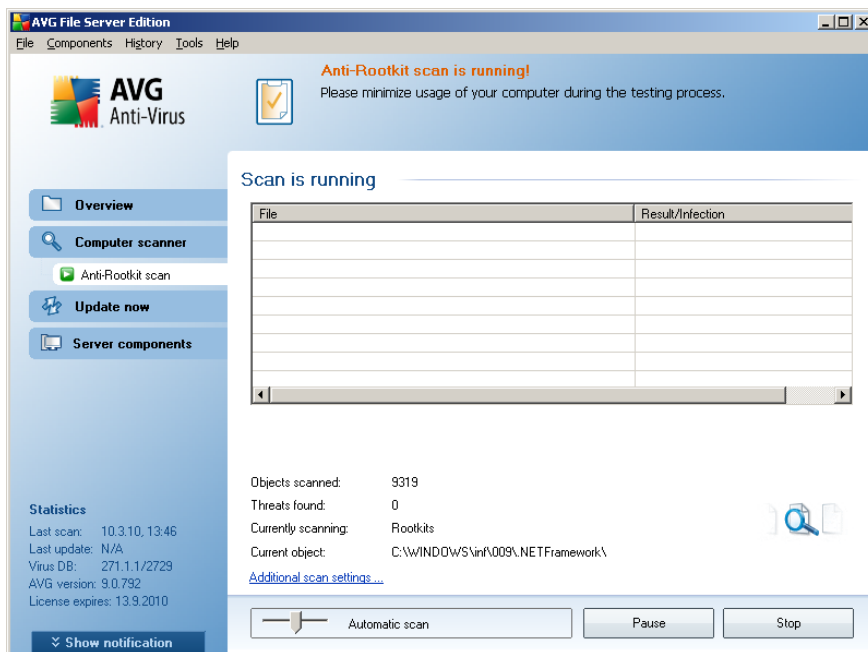 AVG File Server Edition
File Components History Tools Help
AVG
Anti-Virus
Anti-Rootkit scan is running!
Please minimize usage of your computer during the testing process.
Overview
Computer scanner
Anti-Rootkit scan
Update now
Server components
Scan is running
File Result/Infection
Objects scanned: 9319
Threats found: 0
Currently scanning: Rootkits
Current object: C:\WINDOWS\inf\009\.NETFramework\
Additional scan settings ...
Statistics
Last scan: 10.3.10, 13:46
Last update: N/A
Virus DB: 271.1.1/2729
AVG version: 9.0.792
License expires: 13.9.2010
Show notification
Automatic scan Pause Stop